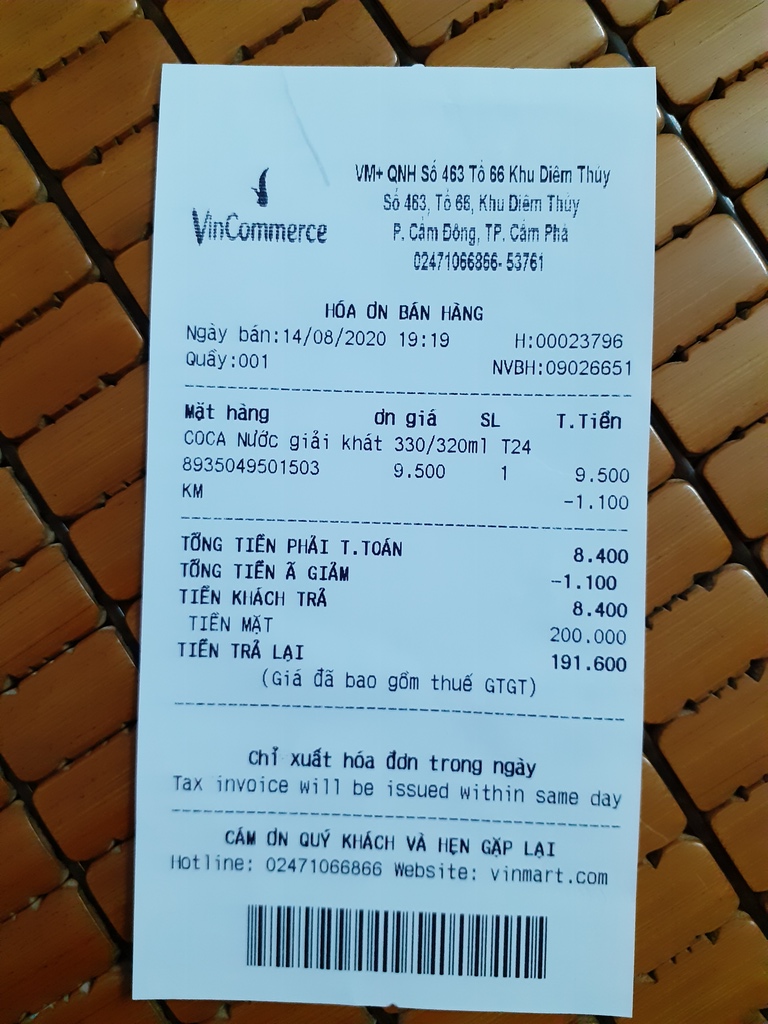 VinCommerce
VM+ QNH Số 463 Tổ 66 Khu Diêm Thủy
Số 463, Tổ 66, Khu Diêm Thủy
P. Cẩm Đông, TP. Cẩm Phả
02471066866- 53761
HÓA ƠN BÁN HÀNG
Ngày bán:14/08/2020 19:19 H:00023796
Quầy:001 NVBH:09026651
Mặt hàng ơn giá SL T.Tiền
COCA Nước giải khát 330/320ml T24
8935049501503 9.500 1 9.500
KM -1.100
TỔNG TIỀN PHẢI T.TOÁN 8.400
TỔNG TIỀN Ã GIẢM -1.100
TIỀN KHÁCH TRẢ 8.400
TIỀN MẶT 200.000
TIỀN TRẢ LẠI 191.600
(Giá đã bao gồm thuế GTGT)
Chỉ xuất hóa đơn trong ngày
Tax invoice will be issued within same day
CÁM ƠN QUÝ KHÁCH VÀ HẸN GẶP LẠI
Hotline: 02471066866 Website: vinmart.com